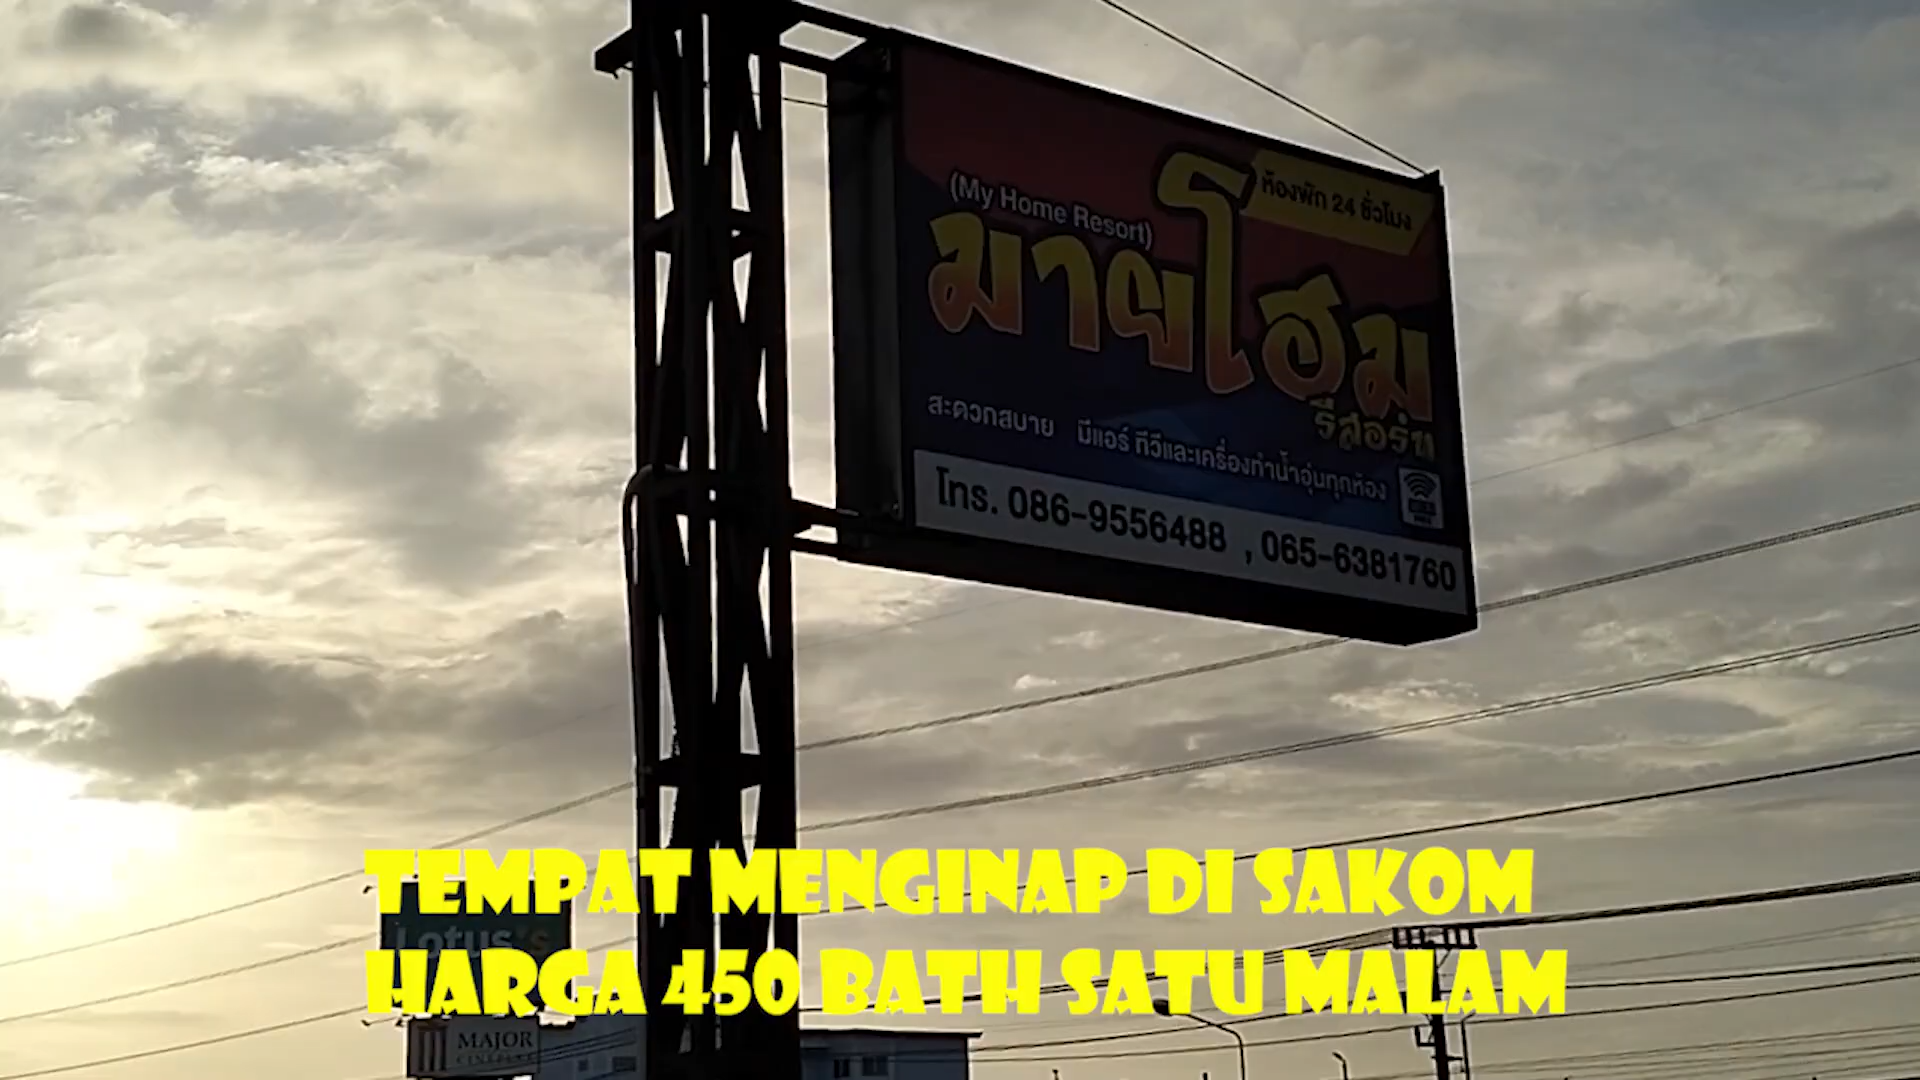 ห้องพัก 24 ชั่วโมง
(My Home Resort)
มายโฮม
รีสอร์ท
สะดวกสบาย มีแอร์ ทีวีและเครื่องทำน้ำอุ่นทุกห้อง
โทร. 086-9556488 , 065-6381760
TEMPAT MENGINAP DI SAKOM
Lotus's
HARGA 450 BATH SATU MALAM
MAJOR
CINEPLEX